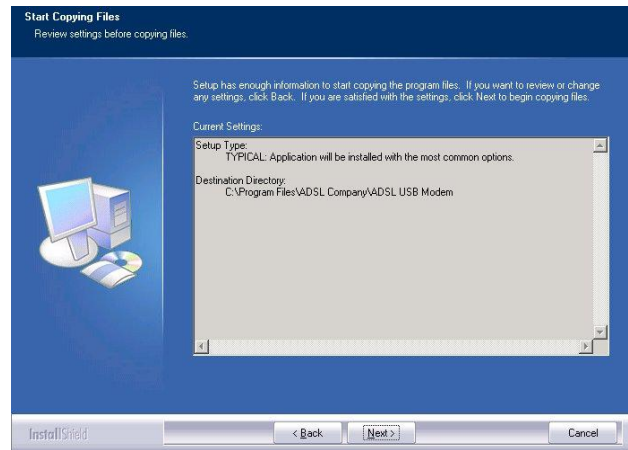 Start Copying Files
Review settings before copying files.
Setup has enough information to start copying the program files. If you want to review or change
any settings, click Back. If you are satisfied with the settings, click Next to begin copying files.
Current Settings:
Setup Type:
TYPICAL: Application will be installed with the most common options.
Destination Directory:
C:\Program Files\ADSL Company\ADSL USB Modem
InstallShield
< Back
Next >
Cancel